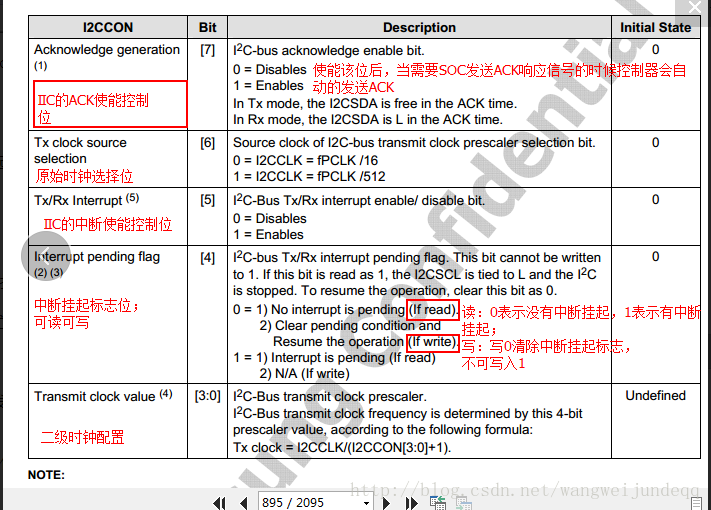 I2CCON Bit Description Initial State
Acknowledge generation (1)
IIC的ACK使能控制
位
[7]
I2C-bus acknowledge enable bit.
0 = Disables 使能该位后，当需要SOC发送ACK响应信号的时候控制器会自
1 = Enables 动的发送ACK
In Tx mode, the I2CSDA is free in the ACK time.
In Rx mode, the I2CSDA is L in the ACK time.
0
Tx clock source
selection
原始时钟选择位
[6]
Source clock of I2C-bus transmit clock prescaler selection bit.
0 = I2CCLK = fPCLK /16
1 = I2CCLK = fPCLK /512
0
Tx/Rx Interrupt (5)
IIC的中断使能控制位
[5]
I2C-Bus Tx/Rx interrupt enable/ disable bit.
0 = Disables
1 = Enables
0
Interrupt pending flag
(2) (3)
中断挂起标志位；
可读可写
[4]
I2C-bus Tx/Rx interrupt pending flag. This bit cannot be written
to 1. If this bit is read as 1, the I2CSCL is tied to L and the I2C
is stopped. To resume the operation, clear this bit as 0.
0 = 1) No interrupt is pending (If read).
2) Clear pending condition and
Resume the operation (If write).
1 = 1) Interrupt is pending (If read)
2) N/A (If write)
读：0表示没有中断挂起，1表示有中断
挂起；
写：写0清除中断挂起标志，
不可写入1
0
Transmit clock value (4)
二级时钟配置
[3:0]
I2C-Bus transmit clock prescaler.
I2C-Bus transmit clock frequency is determined by this 4-bit
prescaler value, according to the following formula:
Tx clock = I2CCLK/(I2CCON[3:0]+1).
Undefined
NOTE:
sung Confidential
http://blog.csdn.net/wangweijundeqq
895 / 2095